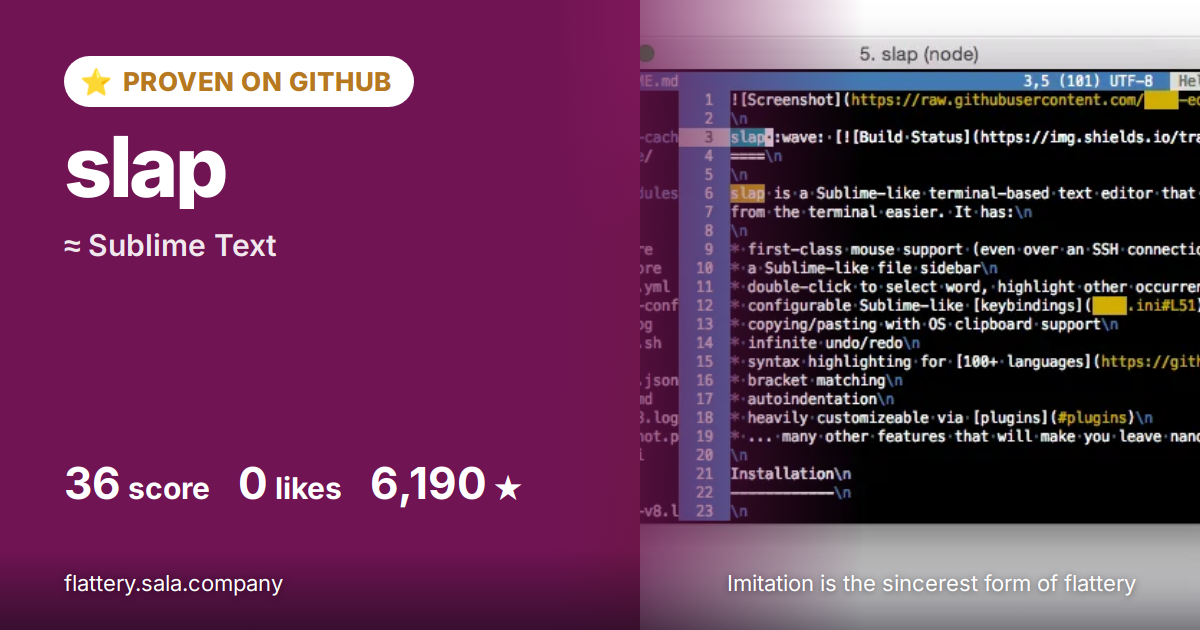 ⭐ PROVEN ON GITHUB
slap
≈ Sublime Text
36 score 0 likes 6,190 ★
flattery.sala.company
5. slap (node)
3,5 (101) UTF-8
1 ![Screenshot](https://raw.githubusercontent.com/
2 \n
3 slap·:wave:·[![Build·Status](https://img.shields.io/
4 ====\n
5 \n
6 slap·is·a·Sublime-like·terminal-based·text·editor·that
7 from·the·terminal·easier.·It·has:\n
8 \n
9 *·first-class·mouse·support·(even·over·an·SSH
10 *·a·Sublime-like·file·sidebar\n
11 *·double-click·to·select·word,·highlight·other
12 *·configurable·Sublime-like·[keybindings]( .ini#L51)
13 *·copying/pasting·with·OS·clipboard·support\n
14 *·infinite·undo/redo\n
15 *·syntax·highlighting·for·[100+·languages](https://
16 *·bracket·matching\n
17 *·autoindentation\n
18 *·heavily·customizeable·via·[plugins](#plugins)\n
19 *·...·many·other·features·that·will·make·you·leave
20 \n
21 Installation\n
22 ------------\n
23 \n
Imitation is the sincerest form of flattery